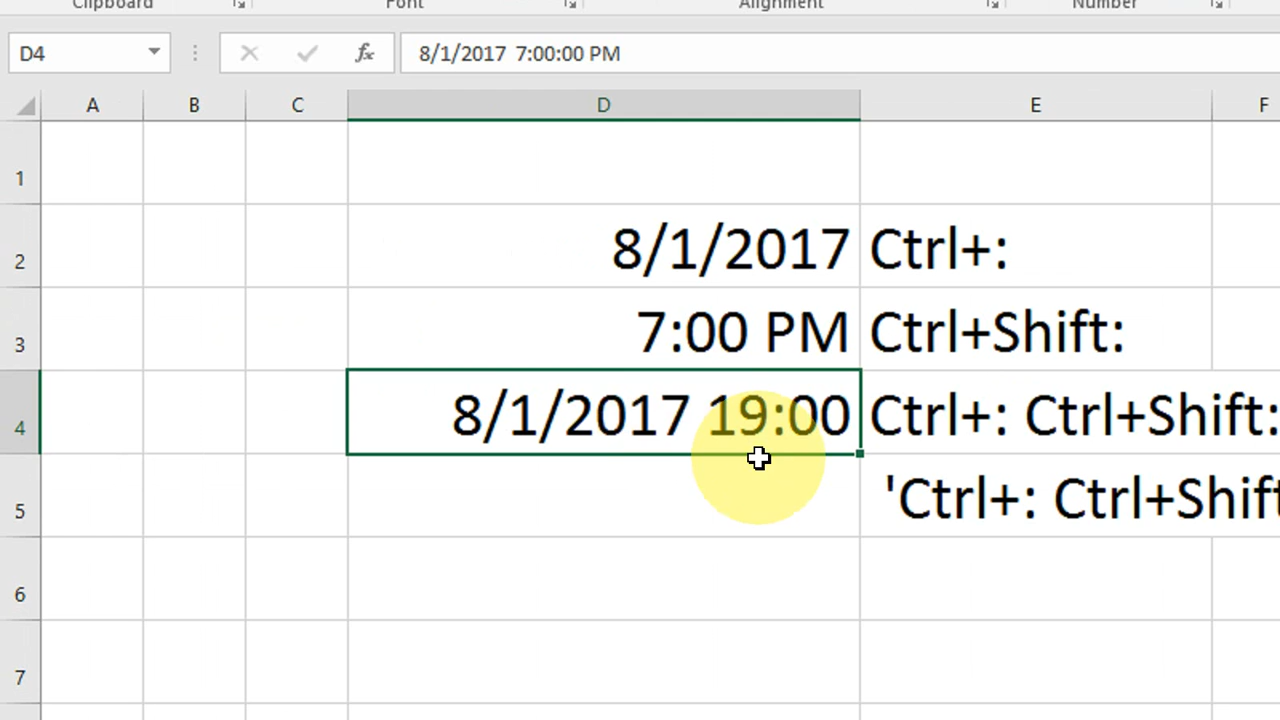 Clipboard Font Alignment Number
D4 fx 8/1/2017 7:00:00 PM
A B C D E F
1
2 8/1/2017 Ctrl+:
3 7:00 PM Ctrl+Shift:
4 8/1/2017 19:00 Ctrl+: Ctrl+Shift:
5 'Ctrl+: Ctrl+Shift
6
7